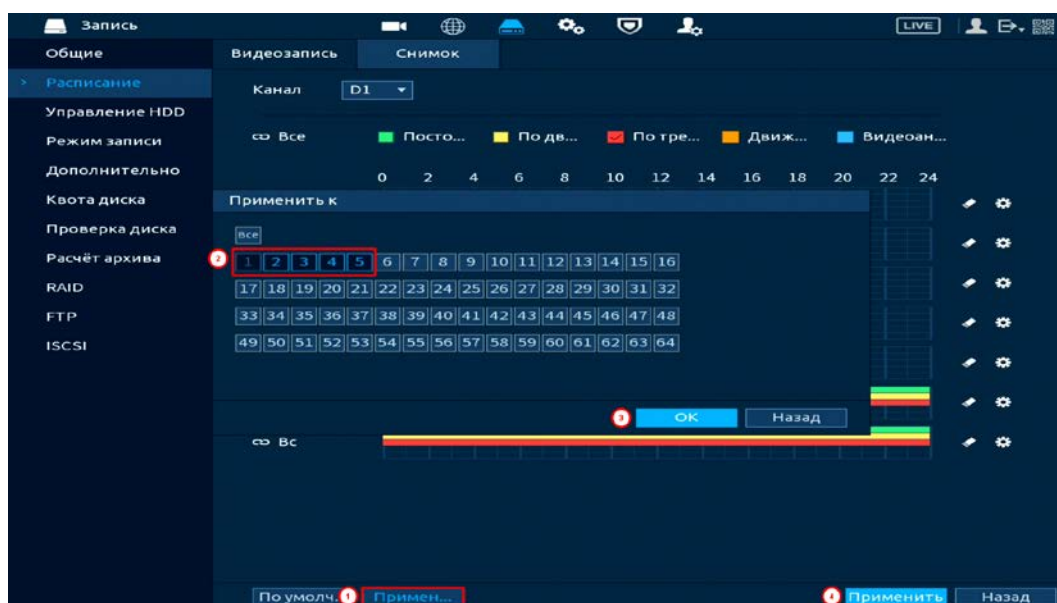 Запись LIVE
Общие
Расписание
Управление HDD
Режим записи
Дополнительно
Квота диска
Проверка диска
Расчёт архива
RAID
FTP
ISCSI
Видеозапись Снимок
Канал D1
Все Посто... По дв... По тре... Движ... Видеоан...
0 2 4 6 8 10 12 14 16 18 20 22 24
Применить к
Все
2 1 2 3 4 5 6 7 8 9 10 11 12 13 14 15 16
17 18 19 20 21 22 23 24 25 26 27 28 29 30 31 32
33 34 35 36 37 38 39 40 41 42 43 44 45 46 47 48
49 50 51 52 53 54 55 56 57 58 59 60 61 62 63 64
3 OK Назад
Вс
По умолч. 1 Примен... 4 Применить Назад